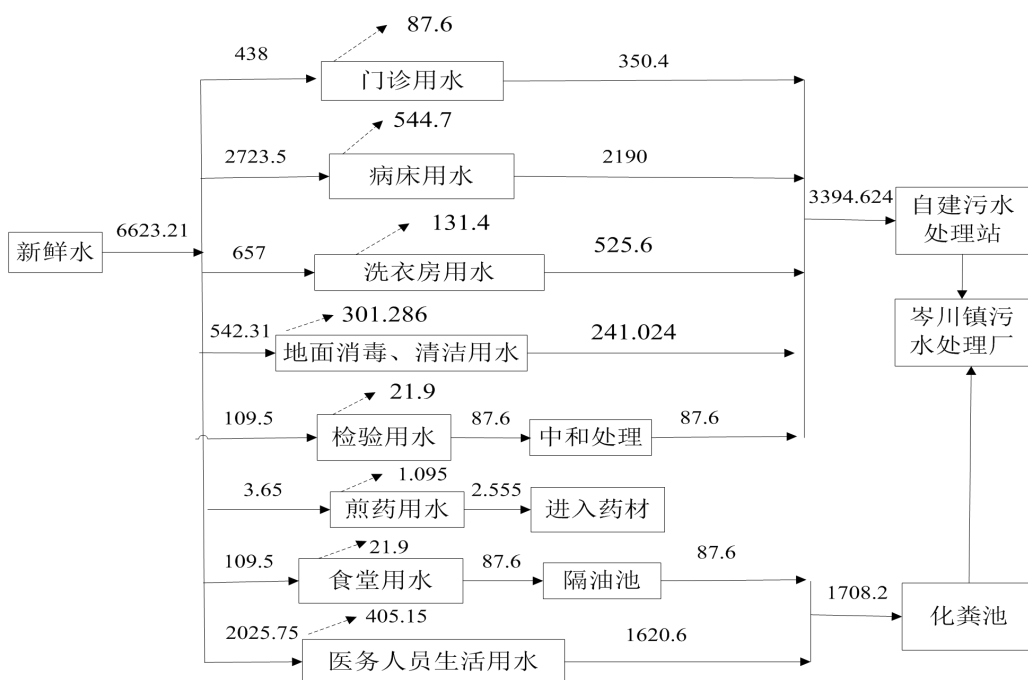 87.6
438
门诊用水
350.4
544.7
2723.5
病床用水
2190
3394.624
自建污水
处理站
131.4
6623.21
新鲜水
657
洗衣房用水
525.6
301.286
542.31
地面消毒、清洁用水
241.024
岑川镇污
水处理厂
21.9
109.5
检验用水
87.6
中和处理
87.6
1.095
3.65
煎药用水
2.555
进入药材
21.9
109.5
食堂用水
87.6
隔油池
87.6
1708.2
化粪池
405.15
2025.75
医务人员生活用水
1620.6